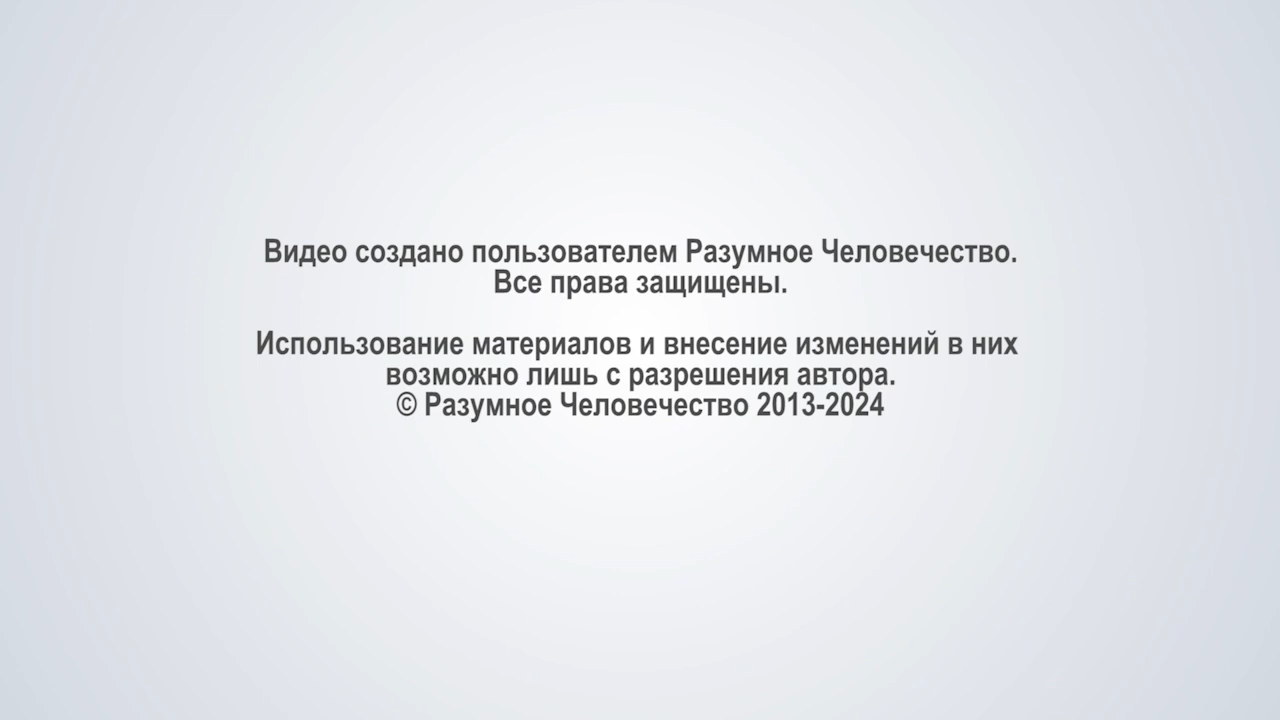 Видео создано пользователем Разумное Человечество.
Все права защищены.
Использование материалов и внесение изменений в них
возможно лишь с разрешения автора.
© Разумное Человечество 2013-2024